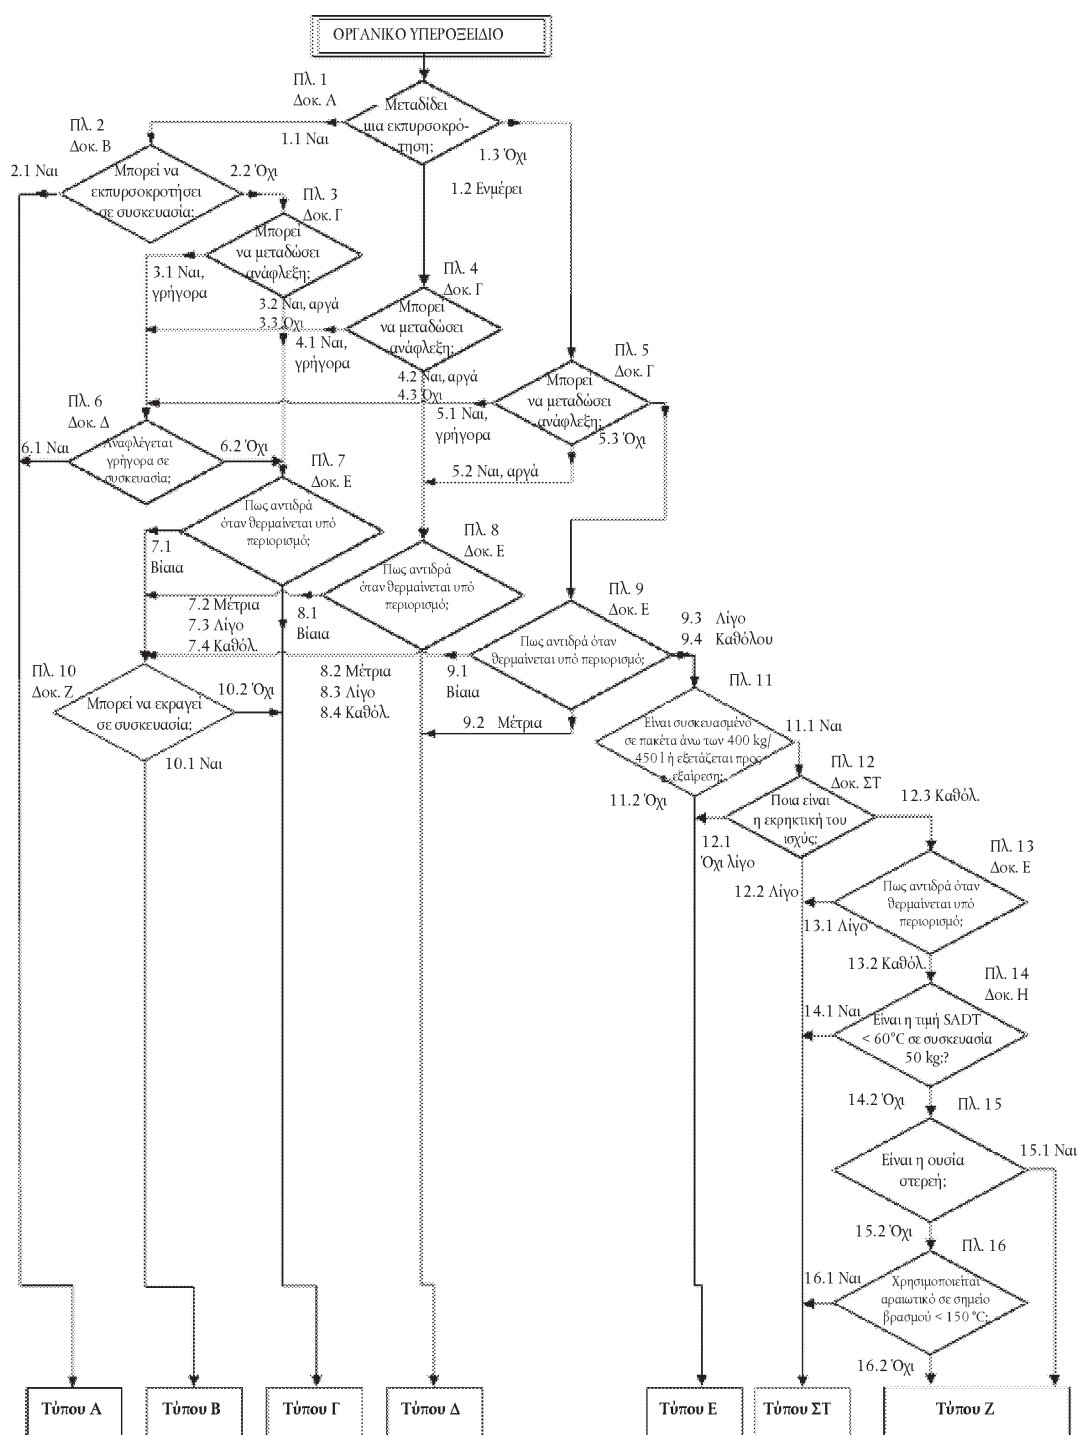 ΟΡΓΑΝΙΚΟ ΥΠΕΡΟΞΕΙΔΙΟ
Πλ. 1
Δοκ. Α
Μεταδίδει
μια εκπυρσοκρό-
τηση;
1.1 Ναι
1.3 Όχι
1.2 Ενμέρει
Πλ. 2
Δοκ. Β
2.1 Ναι
Μπορεί να
εκπυρσοκροτήσει
σε συσκευασία;
2.2 Όχι
Πλ. 3
Δοκ. Γ
Μπορεί
να μεταδώσει
ανάφλεξη;
3.1 Ναι,
γρήγορα
3.2 Ναι, αργά
3.3 Όχι
Πλ. 4
Δοκ. Γ
Μπορεί
να μεταδώσει
ανάφλεξη;
4.1 Ναι,
γρήγορα
4.2 Ναι, αργά
4.3 Όχι
Πλ. 5
Δοκ. Γ
Μπορεί
να μεταδώσει
ανάφλεξη;
5.1 Ναι,
γρήγορα
5.3 Όχι
5.2 Ναι, αργά
Πλ. 6
Δοκ. Δ
6.1 Ναι
Αναφλέγεται
γρήγορα σε
συσκευασία;
6.2 Όχι
Πλ. 7
Δοκ. Ε
Πως αντιδρά
όταν θερμαίνεται υπό
περιορισμό;
7.1
Βίαια
7.2 Μέτρια
7.3 Λίγο
7.4 Καθόλ.
Πλ. 8
Δοκ. Ε
Πως αντιδρά
όταν θερμαίνεται υπό
περιορισμό;
8.1
Βίαια
8.2 Μέτρια
8.3 Λίγο
8.4 Καθόλ.
Πλ. 9
Δοκ. Ε
Πως αντιδρά όταν
θερμαίνεται υπό περιορισμό;
9.3 Λίγο
9.4 Καθόλου
9.1
Βίαια
9.2 Μέτρια
Πλ. 10
Δοκ. Ζ
Μπορεί να εκραγεί
σε συσκευασία;
10.2 Όχι
10.1 Ναι
Πλ. 11
Είναι συσκευασμένο
σε πακέτα άνω των 400 kg/
450 l ή εξετάζεται προς
εξαίρεση;
11.1 Ναι
11.2 Όχι
Πλ. 12
Δοκ. ΣΤ
Ποια είναι
η εκρηκτική του
ισχύς;
12.3 Καθόλ.
12.1
Όχι λίγο
12.2 Λίγο
Πλ. 13
Δοκ. Ε
Πως αντιδρά όταν
θερμαίνεται υπό
περιορισμό;
13.1 Λίγο
13.2 Καθόλ.
Πλ. 14
Δοκ. Η
14.1 Ναι
Είναι η τιμή SADT
< 60°C σε συσκευασία
50 kg;?
14.2 Όχι
Πλ. 15
Είναι η ουσία
στερεή;
15.1 Ναι
15.2 Όχι
Πλ. 16
16.1 Ναι
Χρησιμοποιείται
αραιωτικό σε σημείο
βρασμού < 150 °C;
16.2 Όχι
Τύπου Α
Τύπου Β
Τύπου Γ
Τύπου Δ
Τύπου Ε
Τύπου ΣΤ
Τύπου Ζ